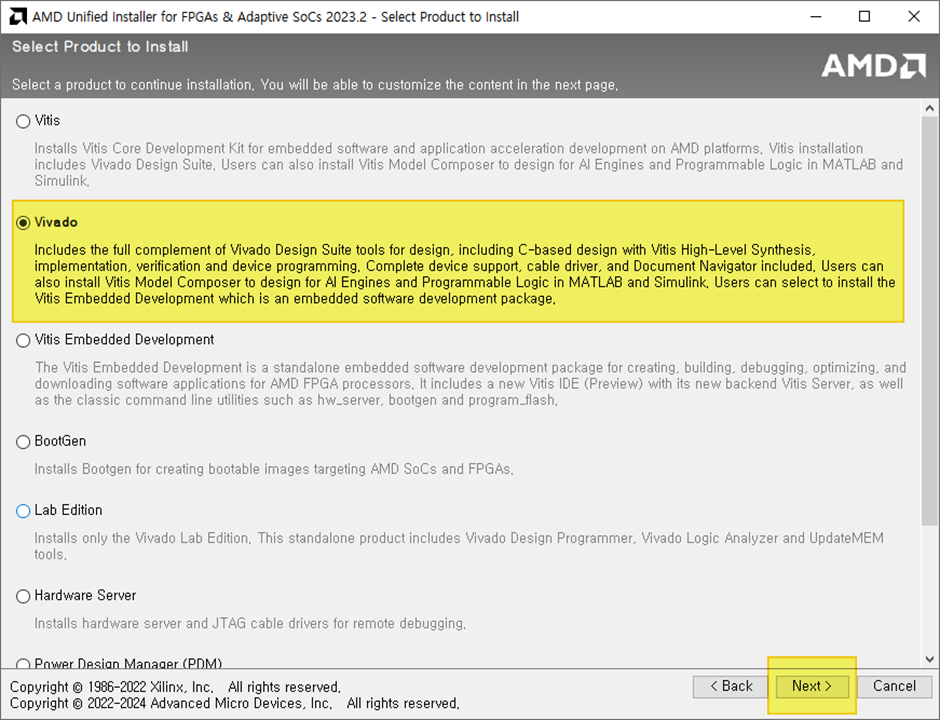 AMD Unified Installer for FPGAs & Adaptive SoCs 2023.2 - Select Product to Install
Select Product to Install
AMD
Select a product to continue installation. You will be able to customize the content in the next page.
Vitis
Installs Vitis Core Development Kit for embedded software and application acceleration development on AMD platforms. Vitis installation
includes Vivado Design Suite. Users can also install Vitis Model Composer to design for AI Engines and Programmable Logic in MATLAB and
Simulink.
Vivado
Includes the full complement of Vivado Design Suite tools for design, including C-based design with Vitis High-Level Synthesis,
implementation, verification and device programming. Complete device support, cable driver, and Document Navigator included. Users can
also install Vitis Model Composer to design for AI Engines and Programmable Logic in MATLAB and Simulink. Users can select to install the
Vitis Embedded Development which is an embedded software development package.
Vitis Embedded Development
The Vitis Embedded Development is a standalone embedded software development package for creating, building, debugging, optimizing, and
downloading software applications for AMD FPGA processors. It includes a new Vitis IDE (Preview) with its new backend Vitis Server, as well
as the classic command line utilities such as hw_server, bootgen and program_flash.
BootGen
Installs Bootgen for creating bootable images targeting AMD SoCs and FPGAs.
Lab Edition
Installs only the Vivado Lab Edition. This standalone product includes Vivado Design Programmer, Vivado Logic Analyzer and UpdateMEM
tools.
Hardware Server
Installs hardware server and JTAG cable drivers for remote debugging.
Power Design Manager (PDM)
Copyright © 1986-2022 Xilinx, Inc. All rights reserved.
Copyright © 2022-2024 Advanced Micro Devices, Inc. All rights reserved.
< Back
Next >
Cancel